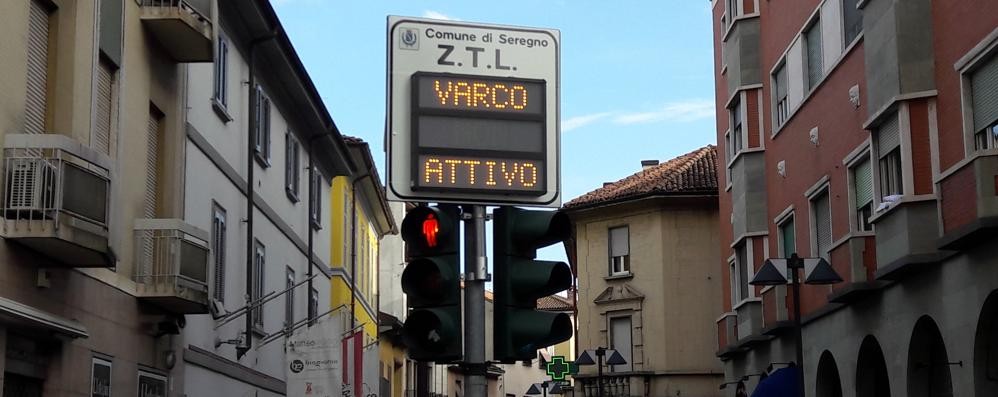 Comune di Seregno
Z.T.L.
VARCO
ATTIVO